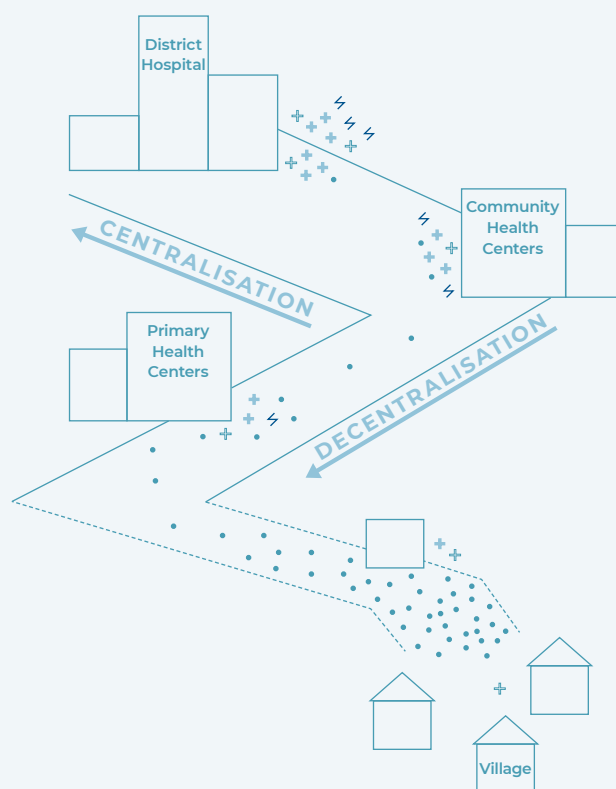 District
Hospital
Community
Health
Centers
CENTRALISATION
Primary
Health
Centers
DECENTRALISATION
Village